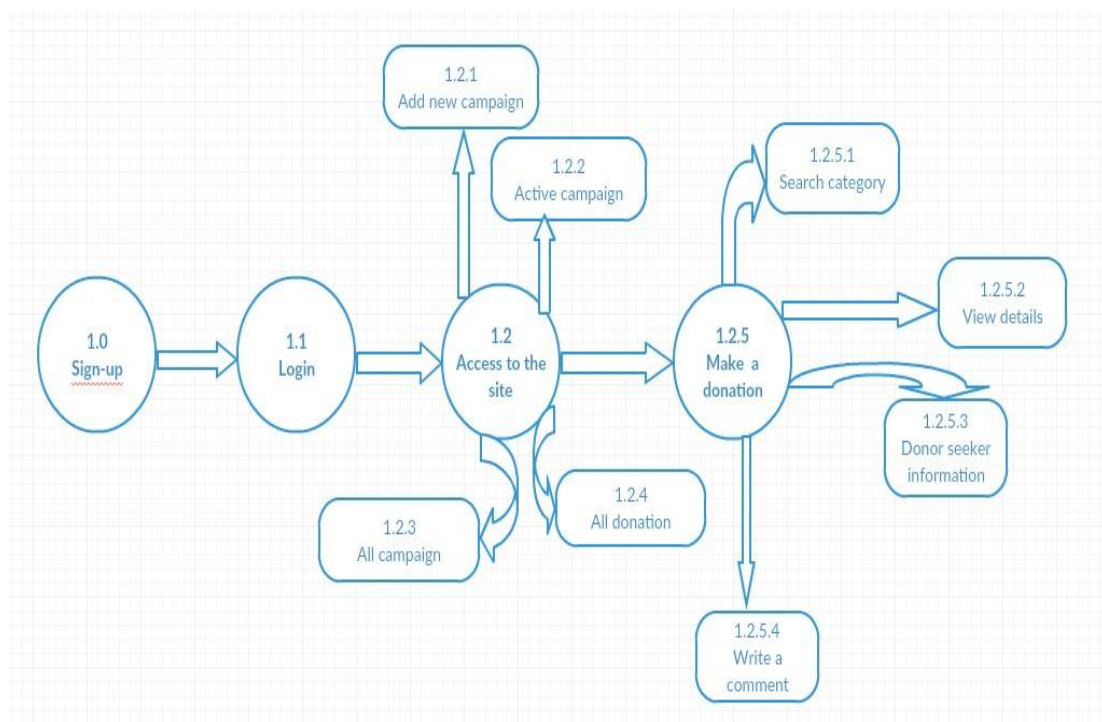 1.2.1
Add new campaign
1.2.2
Active campaign
1.2.5.1
Search category
1.0
Sign-up
1.1
Login
1.2
Access to the
site
1.2.5
Make a
donation
1.2.5.2
View details
1.2.5.3
Donor seeker
information
1.2.3
All campaign
1.2.4
All donation
1.2.5.4
Write a
comment